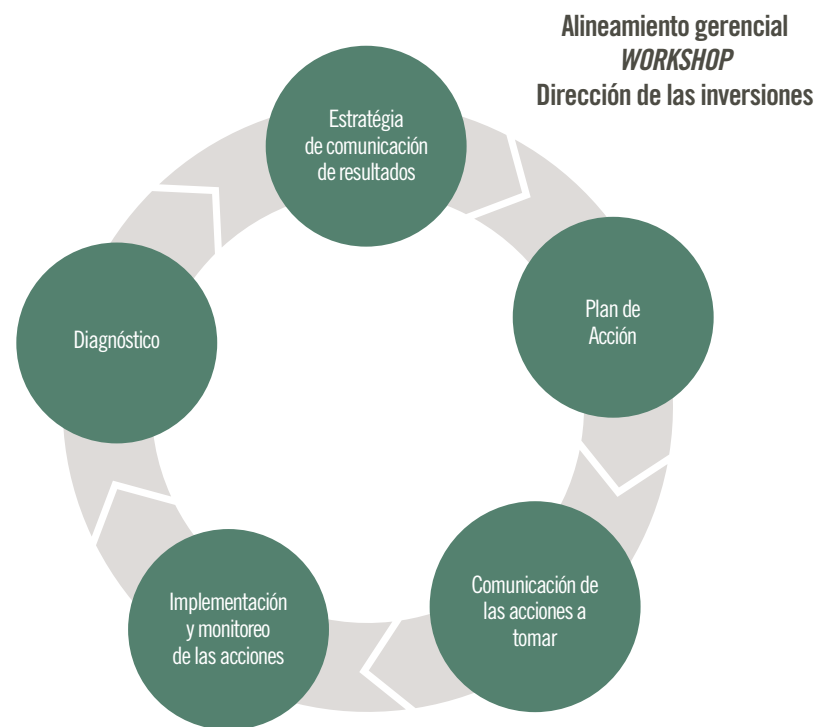 Alineamiento gerencial
WORKSHOP
Dirección de las inversiones
Estratégia
de comunicación
de resultados
Plan de
Acción
Diagnóstico
Comunicación de
las acciones a
tomar
Implementación
y monitoreo
de las acciones